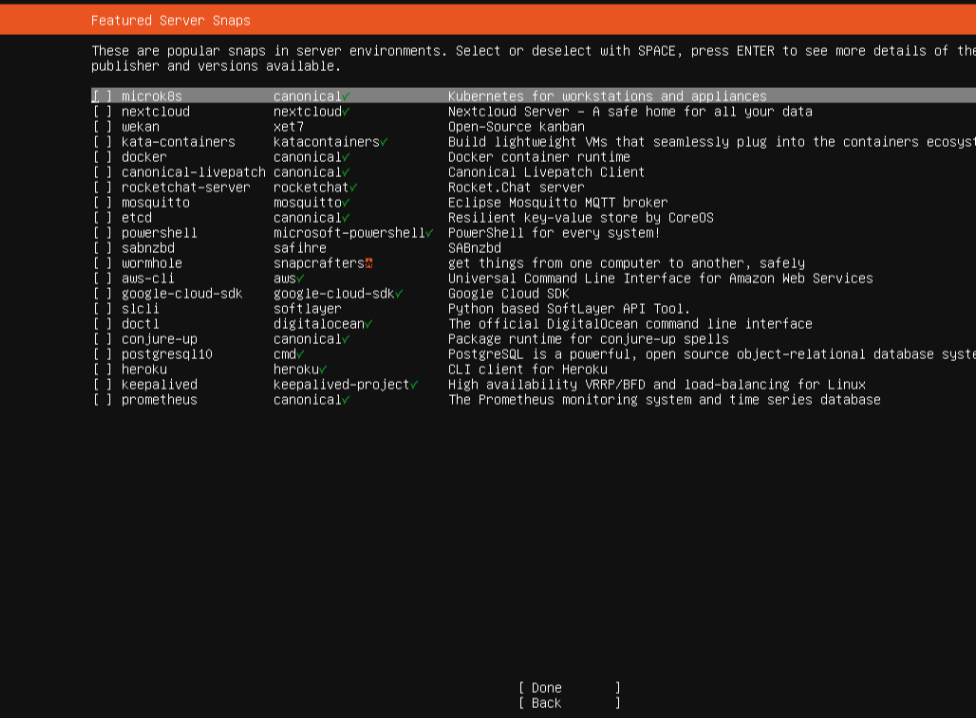 Featured Server Snaps
These are popular snaps in server environments. Select or deselect with SPACE, press ENTER to see more details of the
publisher and versions available.
[ ] microk8s canonical✓ Kubernetes for workstations and appliances
[ ] nextcloud nextcloud✓ Nextcloud Server - A safe home for all your data
[ ] wekan xet7 Open-Source kanban
[ ] kata-containers katacontainers✓ Build lightweight VMs that seamlessly plug into the containers ecosyst
[ ] docker canonical✓ Docker container runtime
[ ] canonical-livepatch canonical✓ Canonical Livepatch Client
[ ] rocketchat-server rocketchat✓ Rocket.Chat server
[ ] mosquitto mosquitto✓ Eclipse Mosquitto MQTT broker
[ ] etcd canonical✓ Resilient key-value store by CoreOS
[ ] powershell microsoft-powershell✓ PowerShell for every system!
[ ] sabnzbd safihre SABnzbd
[ ] wormhole snapcrafters get things from one computer to another, safely
[ ] aws-cli aws✓ Universal Command Line Interface for Amazon Web Services
[ ] google-cloud-sdk google-cloud-sdk✓ Google Cloud SDK
[ ] slcli softlayer Python based SoftLayer API Tool.
[ ] doctl digitalocean✓ The official DigitalOcean command line interface
[ ] conjure-up canonical✓ Package runtime for conjure-up spells
[ ] postgresql10 cmd✓ PostgreSQL is a powerful, open source object-relational database syste
[ ] heroku heroku✓ CLI client for Heroku
[ ] keepalived keepalived-project✓ High availability VRRP/BFD and load-balancing for Linux
[ ] prometheus canonical✓ The Prometheus monitoring system and time series database
[ Done ]
[ Back ]